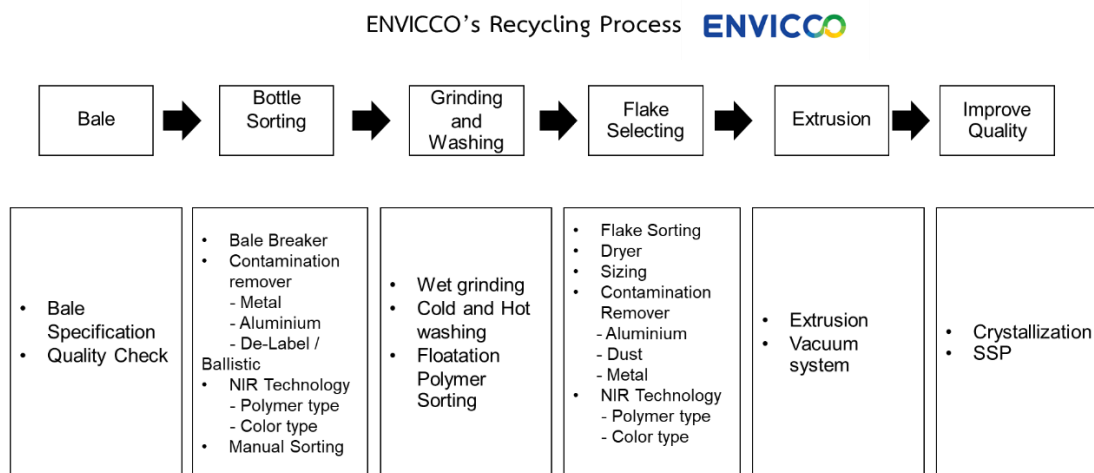 ENVICCO's Recycling Process
ENVICCO
Bale
Bottle
Sorting
Grinding
and
Washing
Flake
Selecting
Extrusion
Improve
Quality
• Bale
Specification
• Quality Check
• Bale Breaker
• Contamination
remover
- Metal
- Aluminium
- De-Label /
Ballistic
• NIR Technology
- Polymer type
- Color type
• Manual Sorting
• Wet grinding
• Cold and Hot
washing
• Floatation
Polymer
Sorting
• Flake Sorting
• Dryer
• Sizing
• Contamination
Remover
- Aluminium
- Dust
- Metal
• NIR Technology
- Polymer type
- Color type
• Extrusion
• Vacuum
system
• Crystallization
• SSP